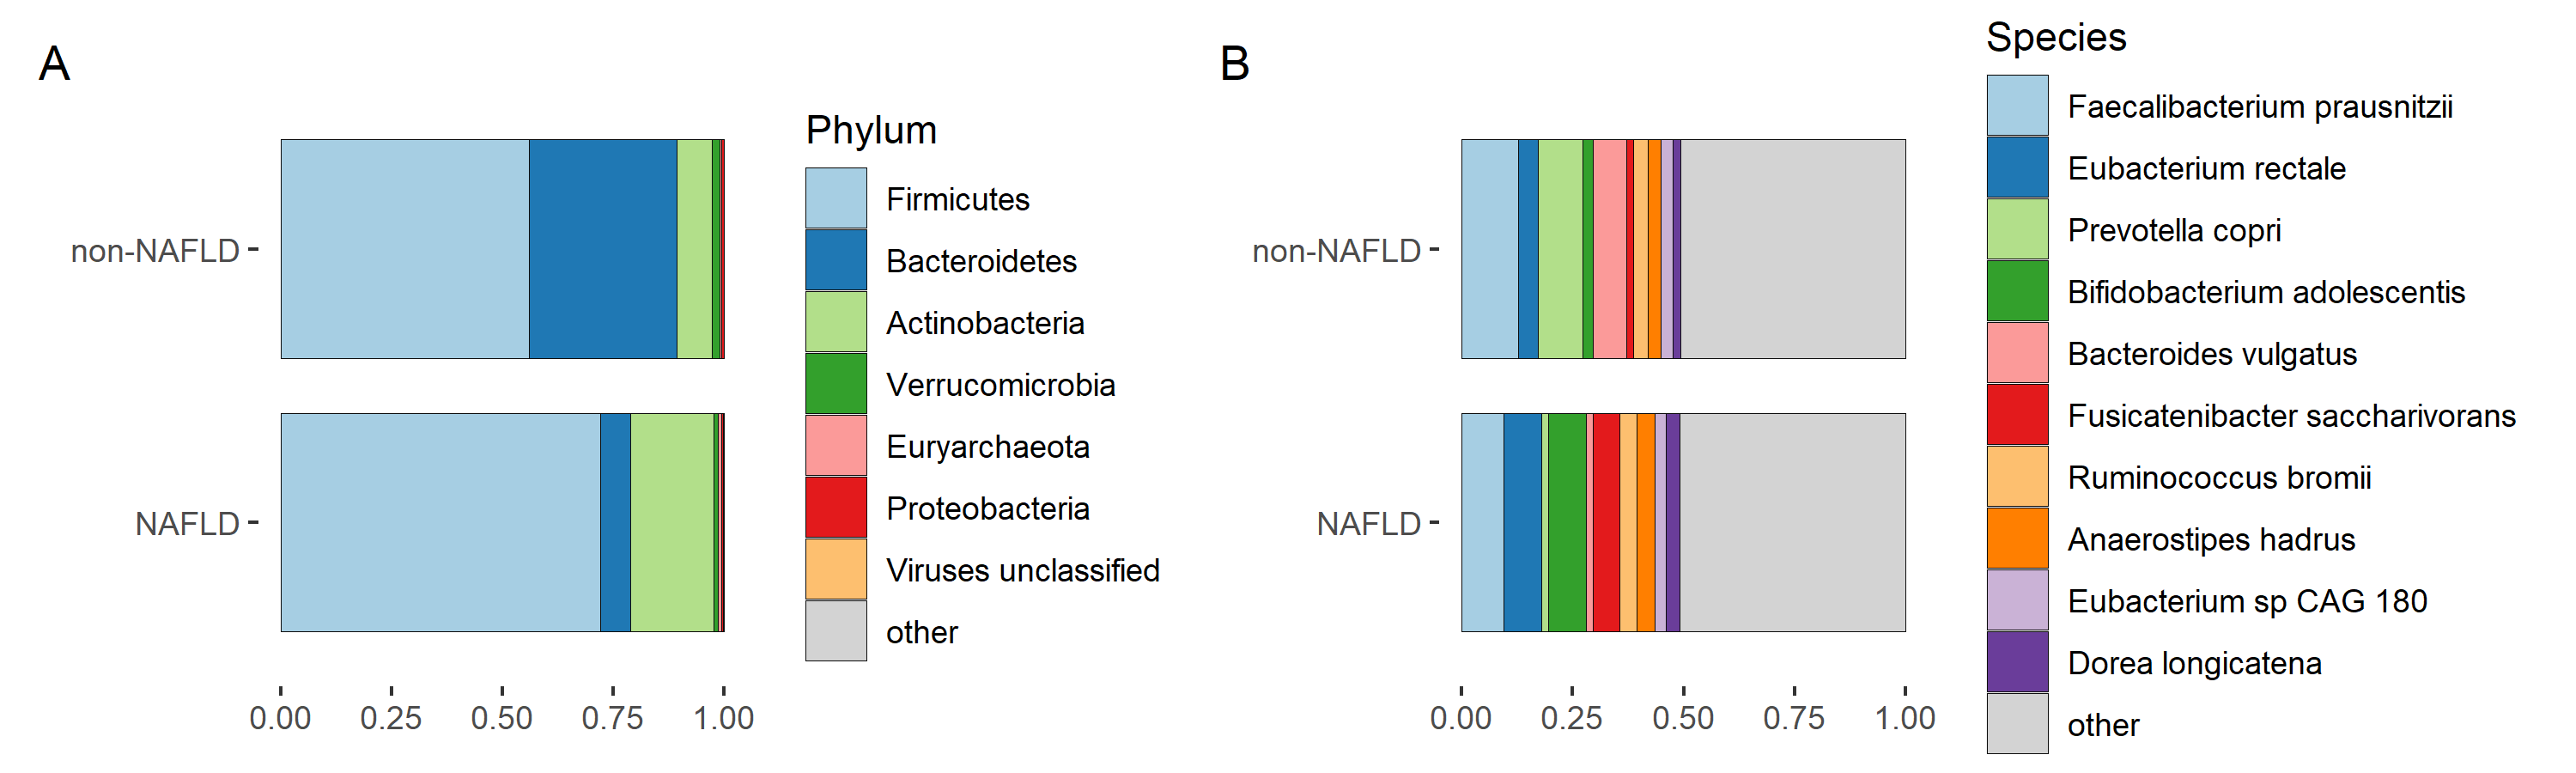 A
Phylum
Firmicutes
Bacteroidetes
Actinobacteria
Verrucomicrobia
Euryarchaeota
Proteobacteria
Viruses unclassified
other
non-NAFLD
NAFLD
0.00 0.25 0.50 0.75 1.00
B
Species
Faecalibacterium prausnitzii
Eubacterium rectale
Prevotella copri
Bifidobacterium adolescentis
Bacteroides vulgatus
Fusicatenibacter saccharivorans
Ruminococcus bromii
Anaerostipes hadrus
Eubacterium sp CAG 180
Dorea longicatena
other
non-NAFLD
NAFLD
0.00 0.25 0.50 0.75 1.00